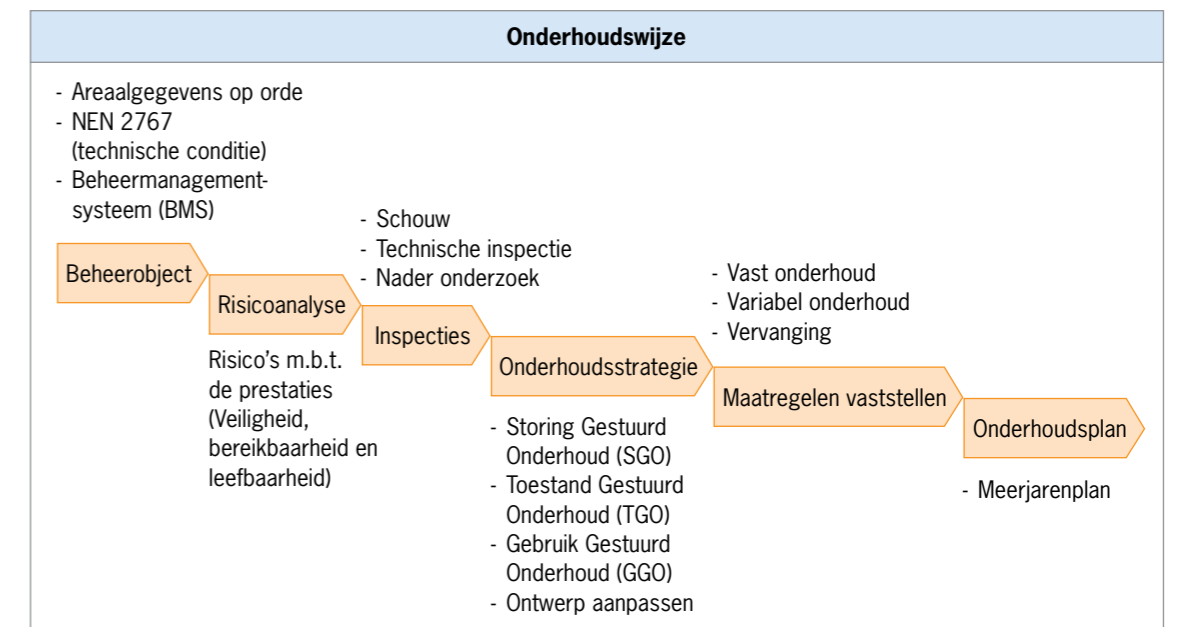 Onderhoudswijze
- Areaalgegevens op orde
- NEN 2767
(technische conditie)
- Beheermanagement-
systeem (BMS)
Beheerobject
Risicoanalyse
Risico's m.b.t.
de prestaties
(Veiligheid,
bereikbaarheid en
leefbaarheid)
- Schouw
- Technische inspectie
- Nader onderzoek
Inspecties
Onderhoudsstrategie
- Storing Gestuurd
Onderhoud (SGO)
- Toestand Gestuurd
Onderhoud (TGO)
- Gebruik Gestuurd
Onderhoud (GGO)
- Ontwerp aanpassen
- Vast onderhoud
- Variabel onderhoud
- Vervanging
Maatregelen vaststellen
Onderhoudsplan
- Meerjarenplan